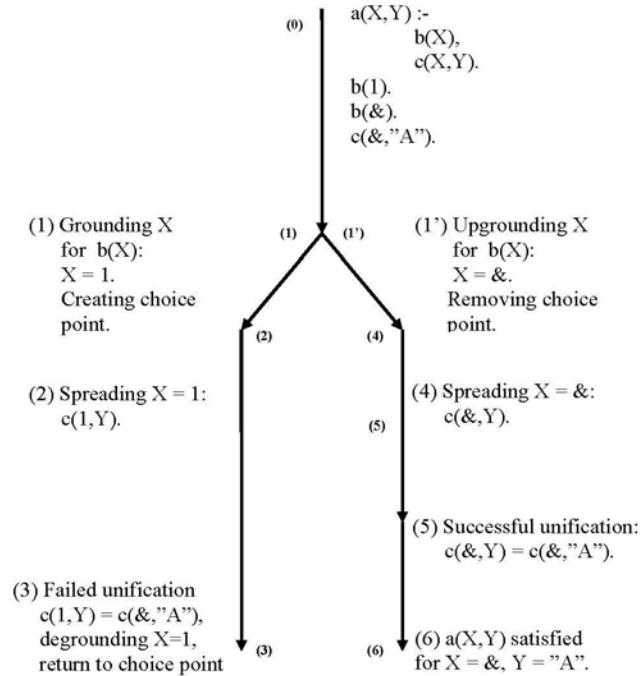 (0)
a(X,Y) :-
b(X),
c(X,Y).
b(1).
b(&).
c(&,”A”).
(1) Grounding X
for b(X):
X = 1.
Creating choice
point.
(1)
(1’)
(1’) Upgrounding X
for b(X):
X = &.
Removing choice
point.
(2)
(4)
(2) Spreading X = 1:
c(1,Y).
(4) Spreading X = &:
c(&,Y).
(5)
(5) Successful unification:
c(&,Y) = c(&,”A”).
(3) Failed unification
c(1,Y) = c(&,”A”),
degrounding X=1,
return to choice point
(3)
(6)
(6) a(X,Y) satisfied
for X = &, Y = ”A”.